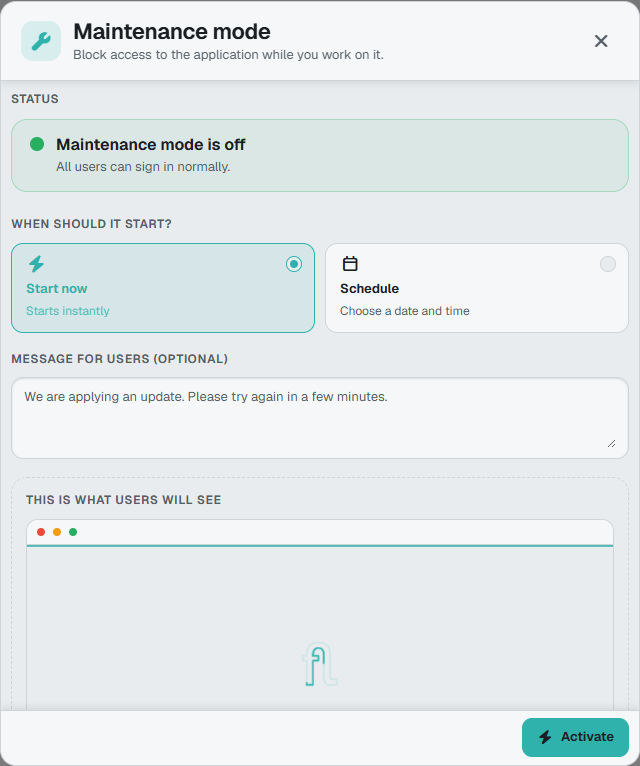 Maintenance mode
Block access to the application while you work on it.
STATUS
Maintenance mode is off
All users can sign in normally.
WHEN SHOULD IT START?
Start now
Starts instantly
Schedule
Choose a date and time
MESSAGE FOR USERS (OPTIONAL)
We are applying an update. Please try again in a few minutes.
THIS IS WHAT USERS WILL SEE
Activate